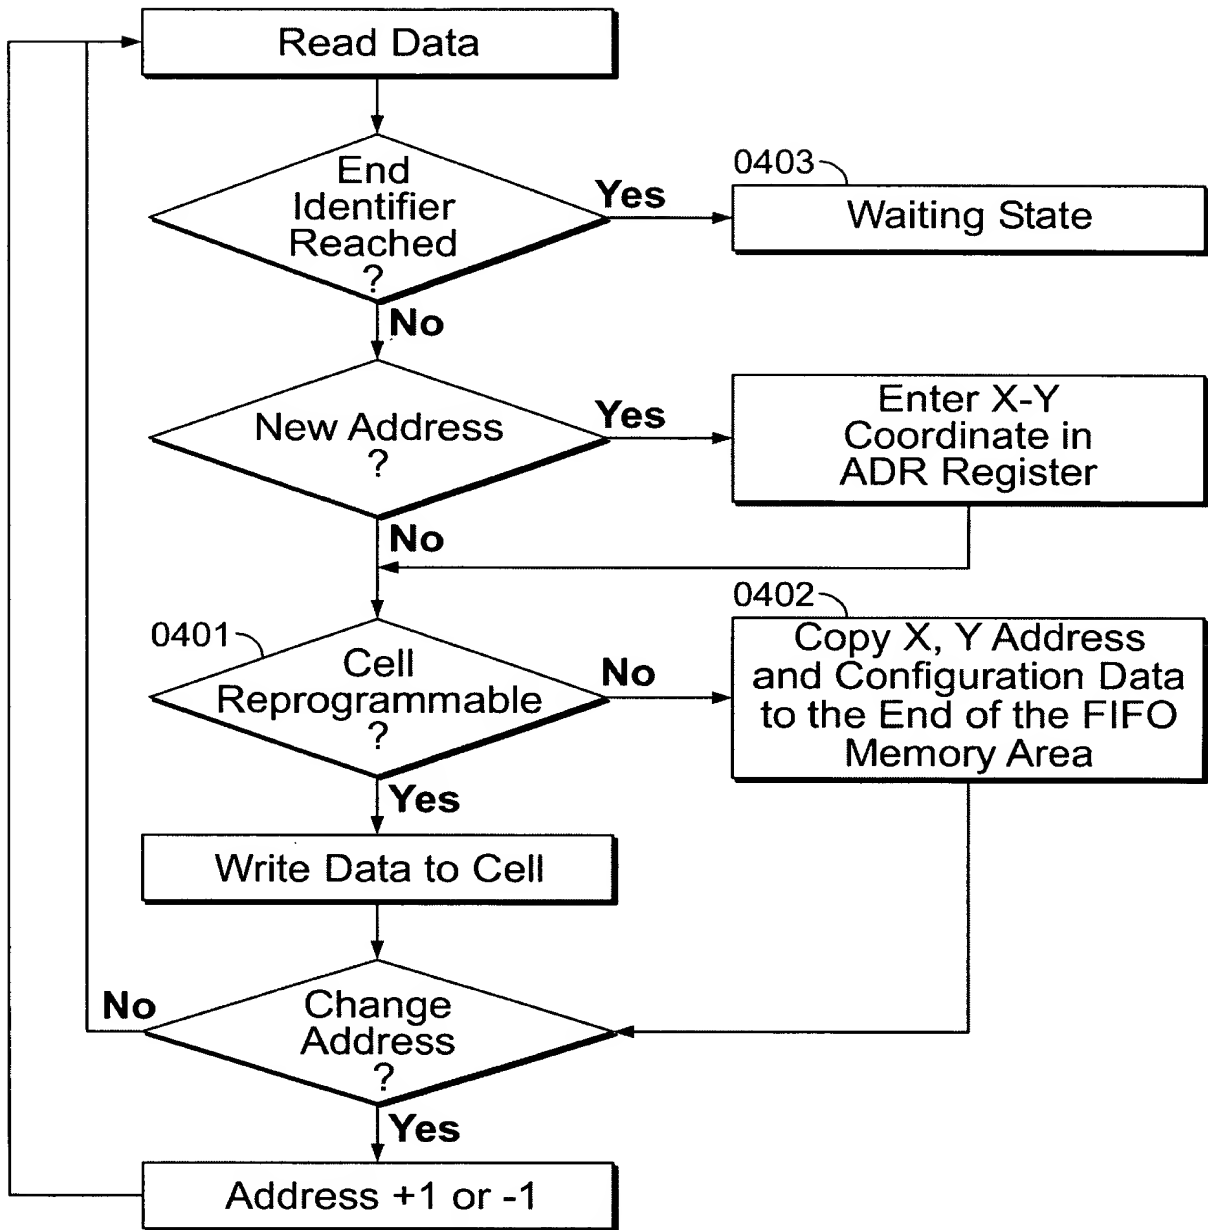 Read Data
End
Identifier
Reached
?
Yes
0403
Waiting State
No
New Address
?
Yes
Enter X-Y
Coordinate in
ADR Register
No
0401
Cell
Reprogrammable
?
No
0402
Copy X, Y Address
and Configuration Data
to the End of the FIFO
Memory Area
Yes
Write Data to Cell
No
Change
Address
?
Yes
Address +1 or -1